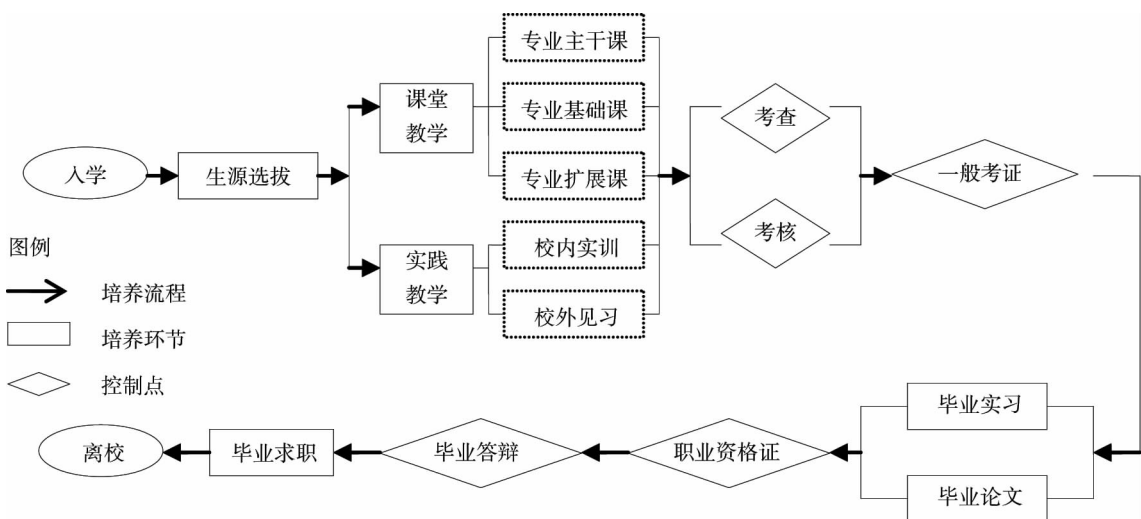 入学
生源选拔
课堂
教学
实践
教学
专业主干课
专业基础课
专业扩展课
校内实训
校外见习
考查
考核
一般考证
图例
培养流程
培养环节
控制点
毕业实习
毕业论文
职业资格证
毕业答辩
毕业求职
离校